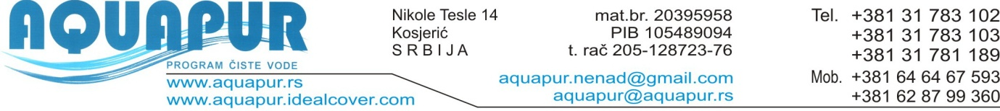 AQUAPUR
PROGRAM ČISTE VODE
www.aquapur.rs
www.aquapur.idealcover.com
Nikole Tesle 14
Kosjerić
S R B I J A
mat.br. 20395958
PIB 105489094
t. rač 205-128723-76
aquapur.nenad@gmail.com
aquapur@aquapur.rs
Tel. +381 31 783 102
+381 31 783 103
+381 31 781 189
Mob. +381 64 64 67 593
+381 62 87 99 360